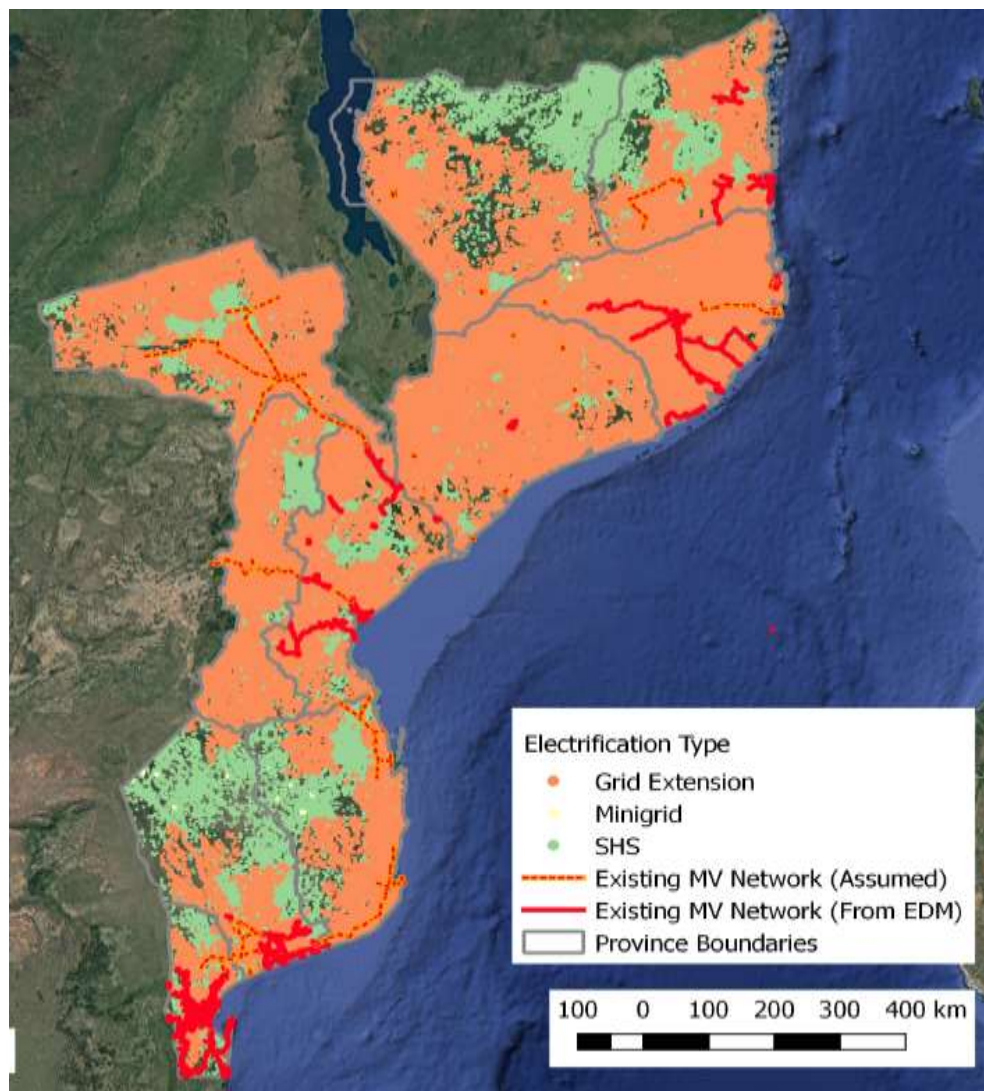 Electrification Type
Grid Extension
Minigrid
SHS
Existing MV Network (Assumed)
Existing MV Network (From EDM)
Province Boundaries
100 0 100 200 300 400 km